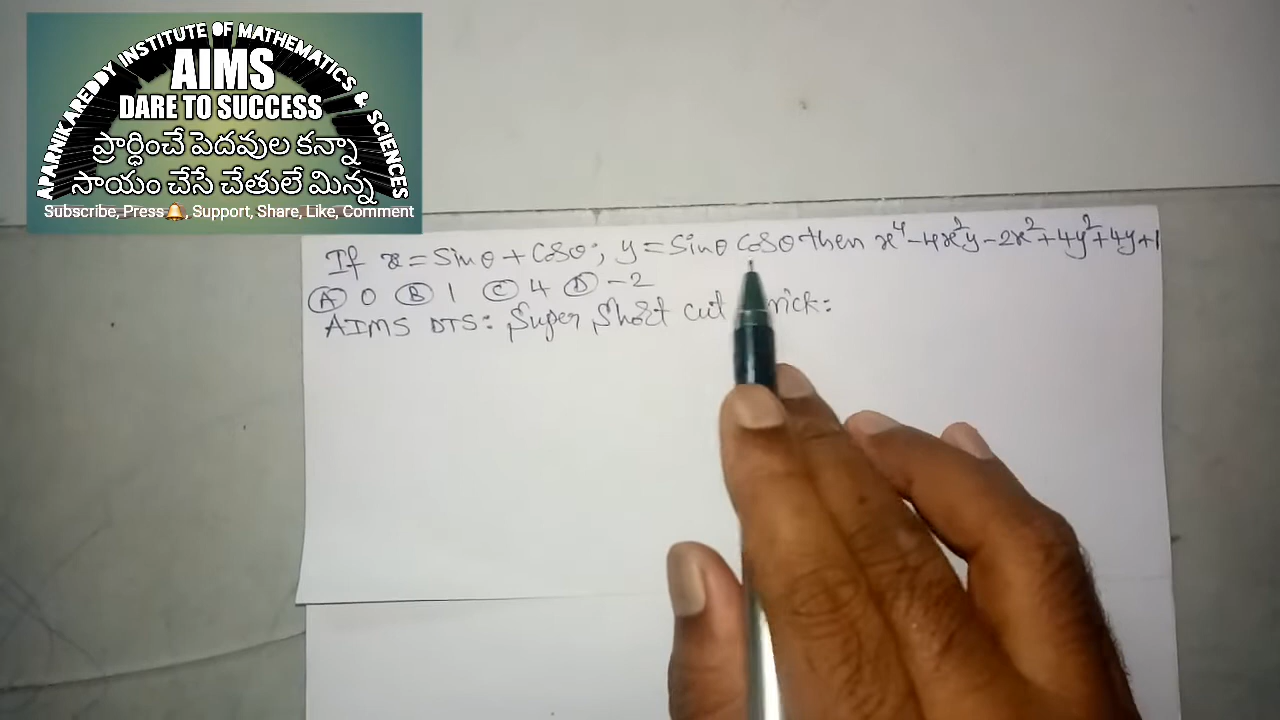 APARNIKAREDDY INSTITUTE OF MATHEMATICS & SCIENCES
AIMS
DARE TO SUCCESS
ప్రార్ధించే పెదవుల కన్నా
సాయం చేసే చేతులే మిన్న
Subscribe, Press🔔, Support, Share, Like, Comment
If x = Sinθ + Cosθ; y = Sinθ Cosθ then x⁴-4x²y-2x²+4y²+4y+1
(A) 0 (B) 1 (C) 4 (D) -2
AIMS DTS: Super Short cut